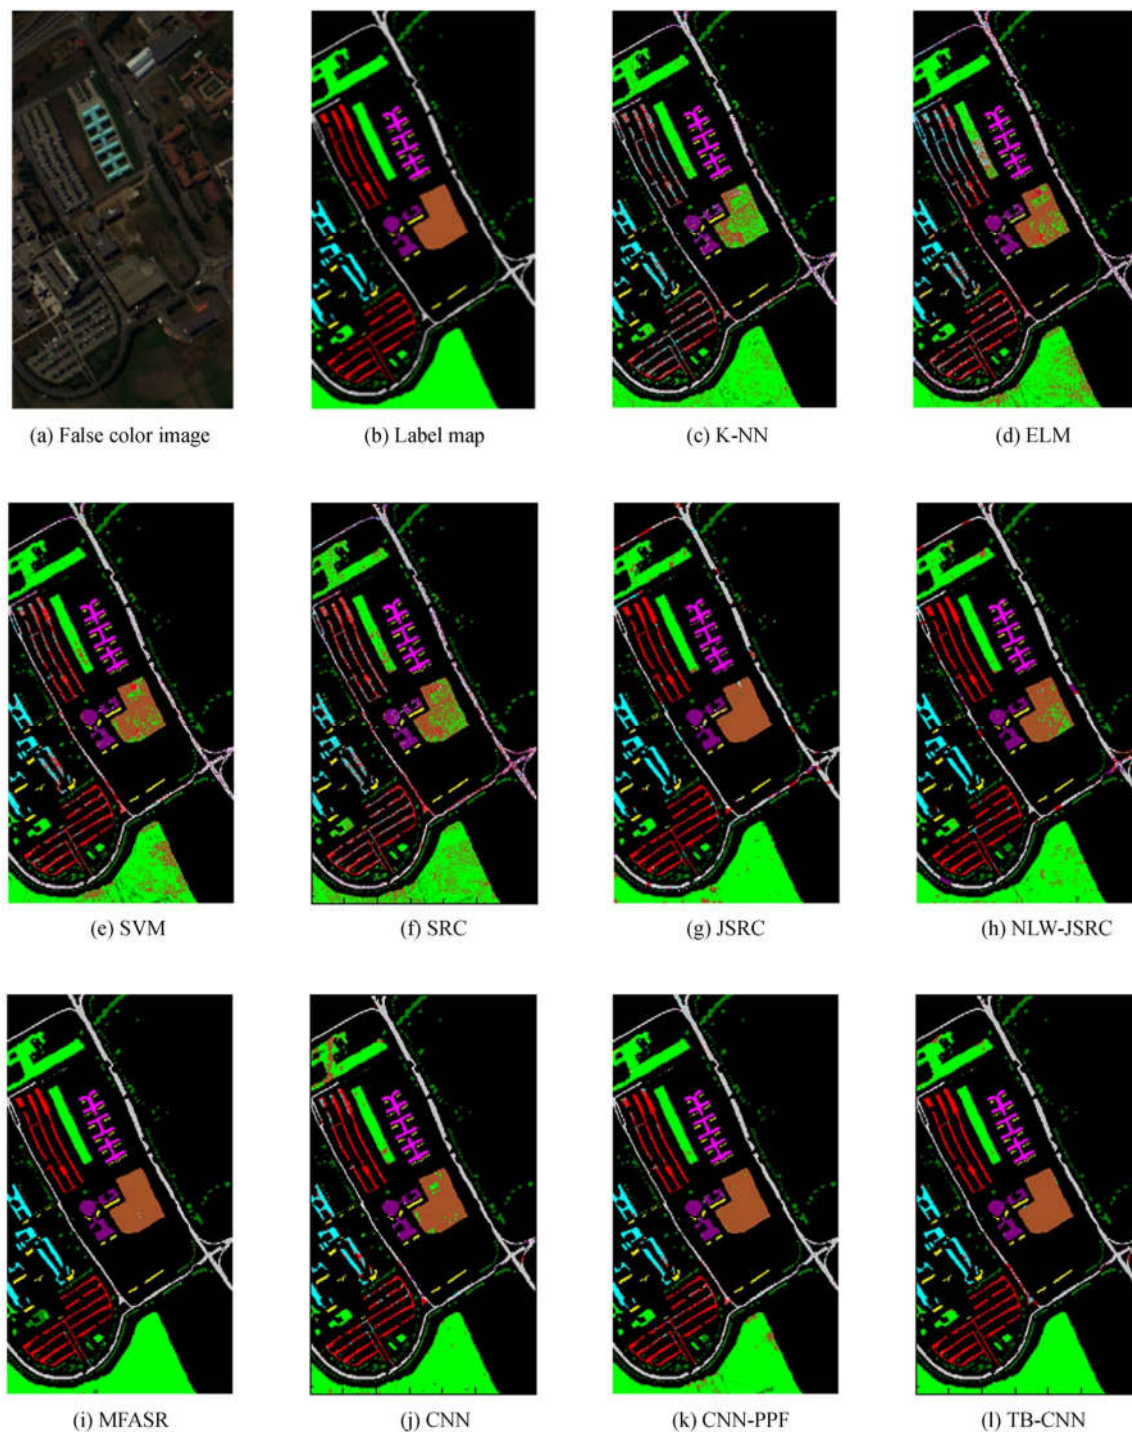 (a) False color image
(b) Label map
(c) K-NN
(d) ELM
(e) SVM
(f) SRC
(g) JSRC
(h) NLW-JSRC
(i) MFASR
(j) CNN
(k) CNN-PPF
(l) TB-CNN